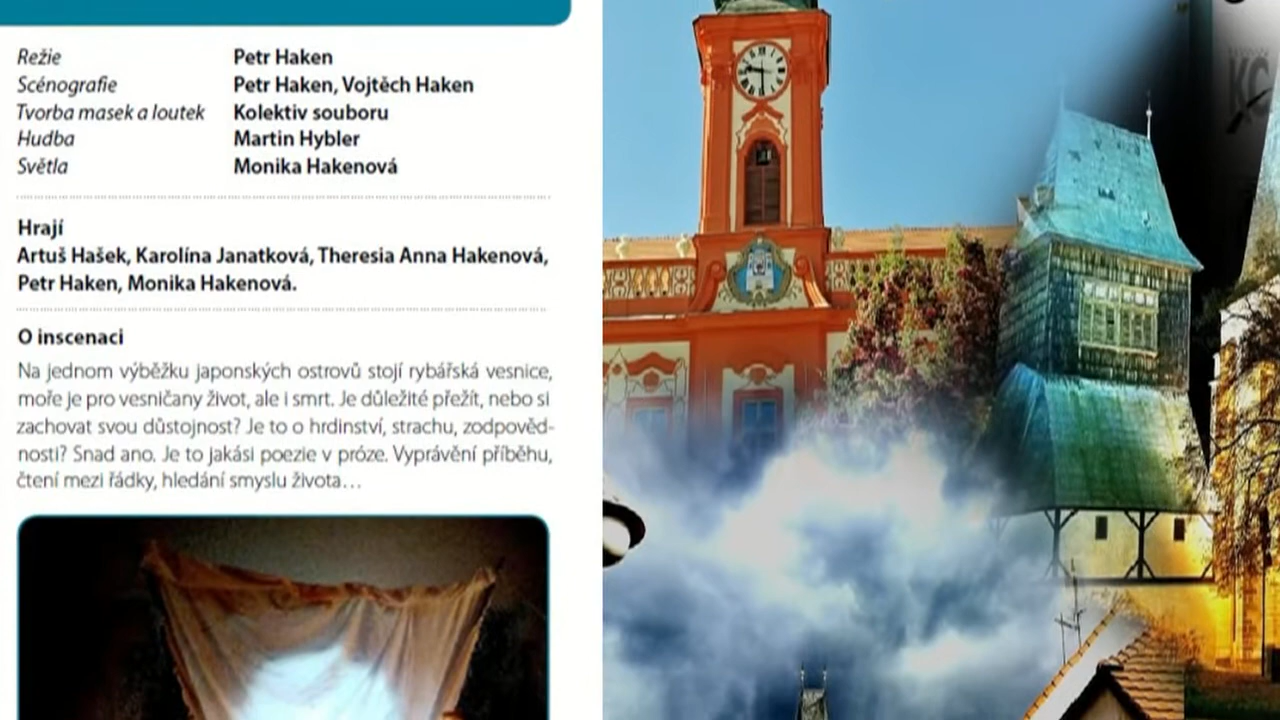 Režie Petr Haken
Scénografie Petr Haken, Vojtěch Haken
Tvorba masek a loutek Kolektiv souboru
Hudba Martin Hybler
Světla Monika Hakenová
Hrají
Artuš Hašek, Karolína Janatková, Theresia Anna Hakenová,
Petr Haken, Monika Hakenová.
O inscenaci
Na jednom výběžku japonských ostrovů stojí rybářská vesnice,
moře je pro vesničany život, ale i smrt. Je důležité přežít, nebo si
zachovat svou důstojnost? Je to o hrdinství, strachu, zodpověd-
nosti? Snad ano. Je to jakási poezie v próze. Vyprávění příběhu,
čtení mezi řádky, hledání smyslu života…
KC